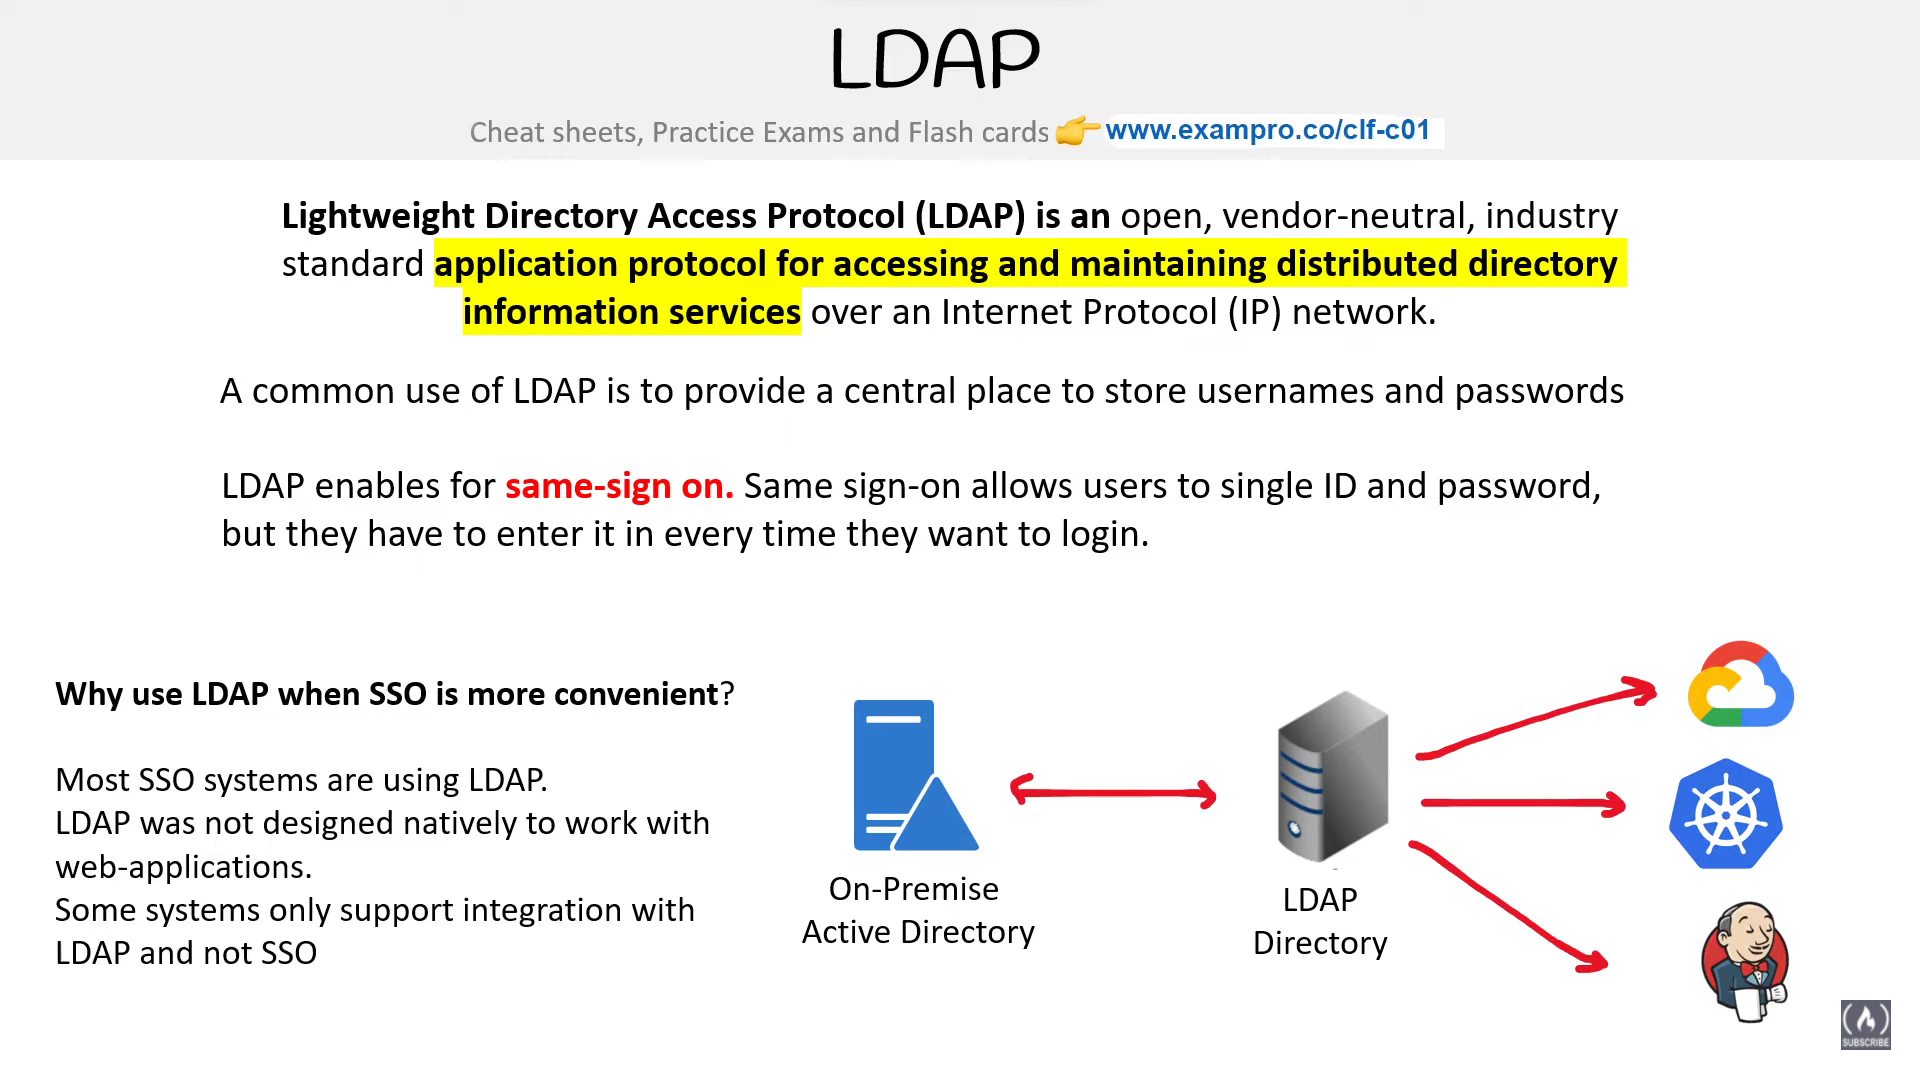 LDAP
Cheat sheets, Practice Exams and Flash cards 👉 www.exampro.co/clf-c01
Lightweight Directory Access Protocol (LDAP) is an open, vendor-neutral, industry
standard application protocol for accessing and maintaining distributed directory
information services over an Internet Protocol (IP) network.
A common use of LDAP is to provide a central place to store usernames and passwords
LDAP enables for same-sign on. Same sign-on allows users to single ID and password,
but they have to enter it in every time they want to login.
Why use LDAP when SSO is more convenient?
Most SSO systems are using LDAP.
LDAP was not designed natively to work with
web-applications.
Some systems only support integration with
LDAP and not SSO
On-Premise
Active Directory
LDAP
Directory
SUBSCRIBE